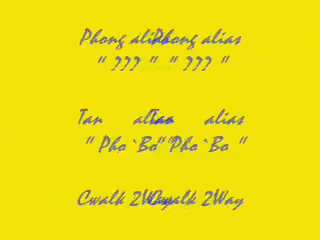 Phong alias
" ??? "
Tan alias
" Pho`Bo "
Cwalk 2Way